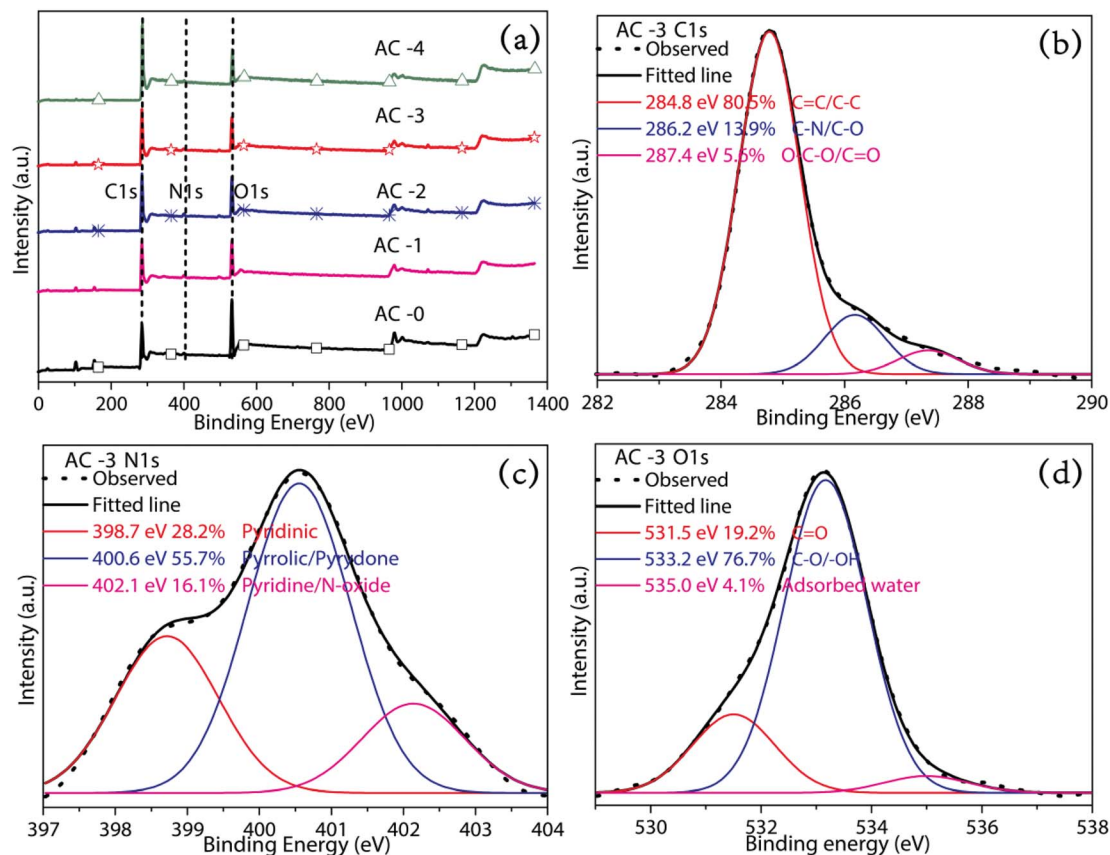 (a)
AC -4
AC -3
C1s N1s O1s AC -2
AC -1
AC -0
Intensity (a.u.)
0 200 400 600 800 1000 1200 1400
Binding Energy (eV)
(b)
AC -3 C1s
Observed
Fitted line
284.8 eV 80.5% C=C/C-C
286.2 eV 13.9% C-N/C-O
287.4 eV 5.6% O-C-O/C=O
Intensity (a.u.)
282 284 286 288 290
Binding Energy (eV)
(c)
AC -3 N1s
Observed
Fitted line
398.7 eV 28.2% Pyridinic
400.6 eV 55.7% Pyrrolic/Pyrydone
402.1 eV 16.1% Pyridine/N-oxide
Intensity (a.u.)
397 398 399 400 401 402 403 404
Binding Energy (eV)
(d)
AC -3 O1s
Observed
Fitted line
531.5 eV 19.2% C=O
533.2 eV 76.7% C-O/-OH
535.0 eV 4.1% Adsorbed water
Intensity (a.u.)
530 532 534 536 538
Binding energy (eV)